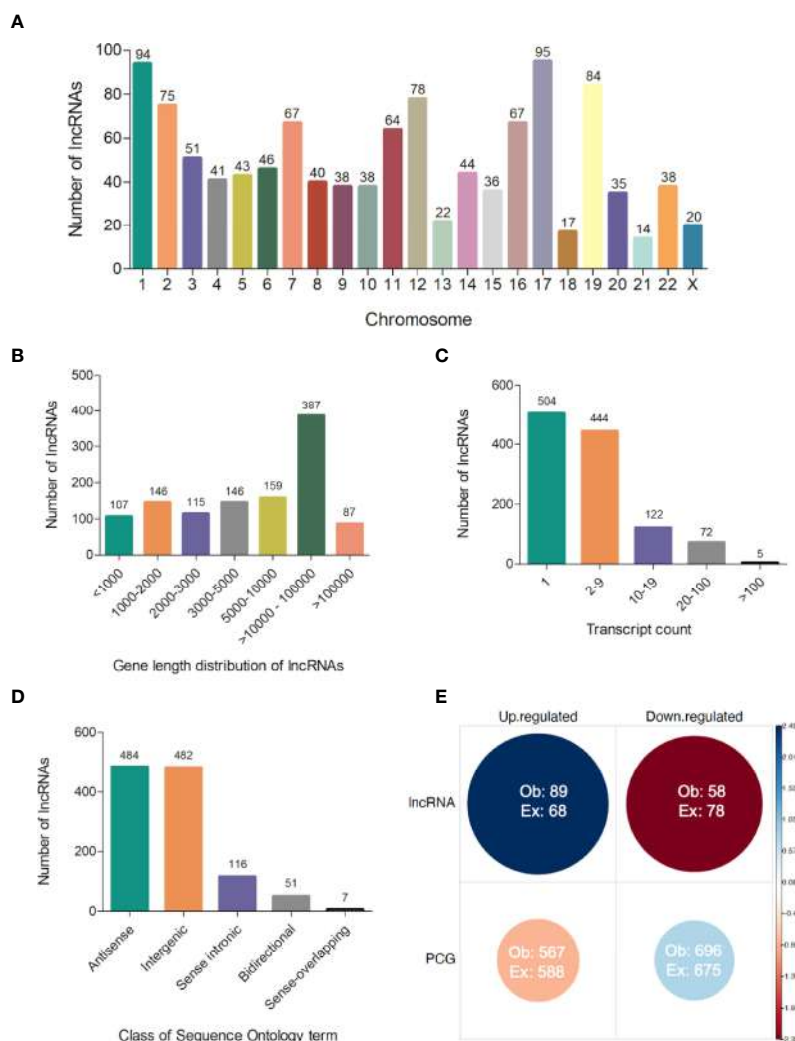 A
Number of lncRNAs
100
80
60
40
20
0
94
75
51
41
43
46
67
40
38
38
64
78
22
44
36
67
95
17
84
35
14
38
20
1 2 3 4 5 6 7 8 9 10 11 12 13 14 15 16 17 18 19 20 21 22 X
Chromosome
B
Number of lncRNAs
500
400
300
200
100
0
107
146
115
146
159
387
87
<1000
1000-2000
2000-3000
3000-5000
5000-10000
>10000 - 100000
>100000
Gene length distribution of lncRNAs
C
Number of lncRNAs
600
400
200
0
504
444
122
72
5
1
2-9
10-19
20-100
>100
Transcript count
D
Number of lncRNAs
600
400
200
0
484
482
116
51
7
Antisense
Intergenic
Sense intronic
Bidirectional
Sense-overlapping
Class of Sequence Ontology term
E
Up.regulated Down.regulated
lncRNA
Ob: 89
Ex: 68
Ob: 58
Ex: 78
PCG
Ob: 567
Ex: 588
Ob: 696
Ex: 675